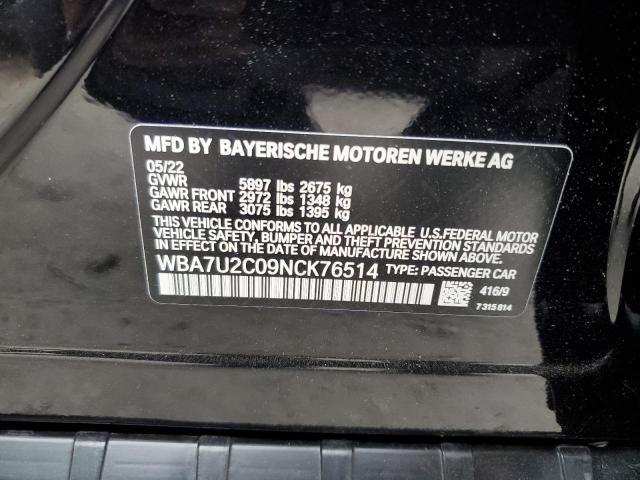 MFD BY BAYERISCHE MOTOREN WERKE AG
05/22
GVWR 5897 lbs 2675 kg
GAWR FRONT 2972 lbs 1348 kg
GAWR REAR 3075 lbs 1395 kg
THIS VEHICLE CONFORMS TO ALL APPLICABLE U.S.FEDERAL MOTOR
VEHICLE SAFETY, BUMPER, AND THEFT PREVENTION STANDARDS
IN EFFECT ON THE DATE OF MANUFACTURE SHOWN ABOVE.
WBA7U2C09NCK76514 TYPE: PASSENGER CAR
416/9
7315814